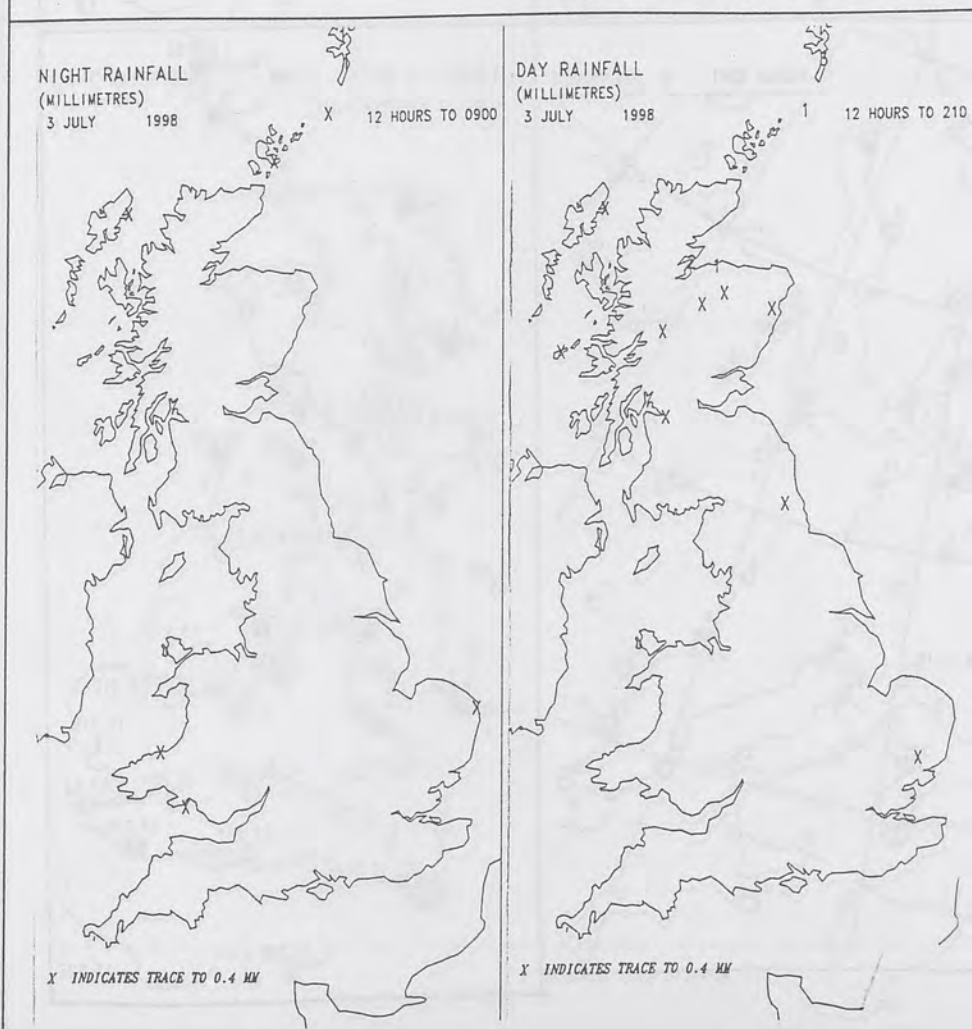 NIGHT RAINFALL
(MILLIMETRES)
3 JULY 1998
X 12 HOURS TO 0900
X
X
X
X
X
X INDICATES TRACE TO 0.4 MM
DAY RAINFALL
(MILLIMETRES)
3 JULY 1998
1 12 HOURS TO 210
X
1
X
X
X
X
X
X
X
X
X INDICATES TRACE TO 0.4 MM